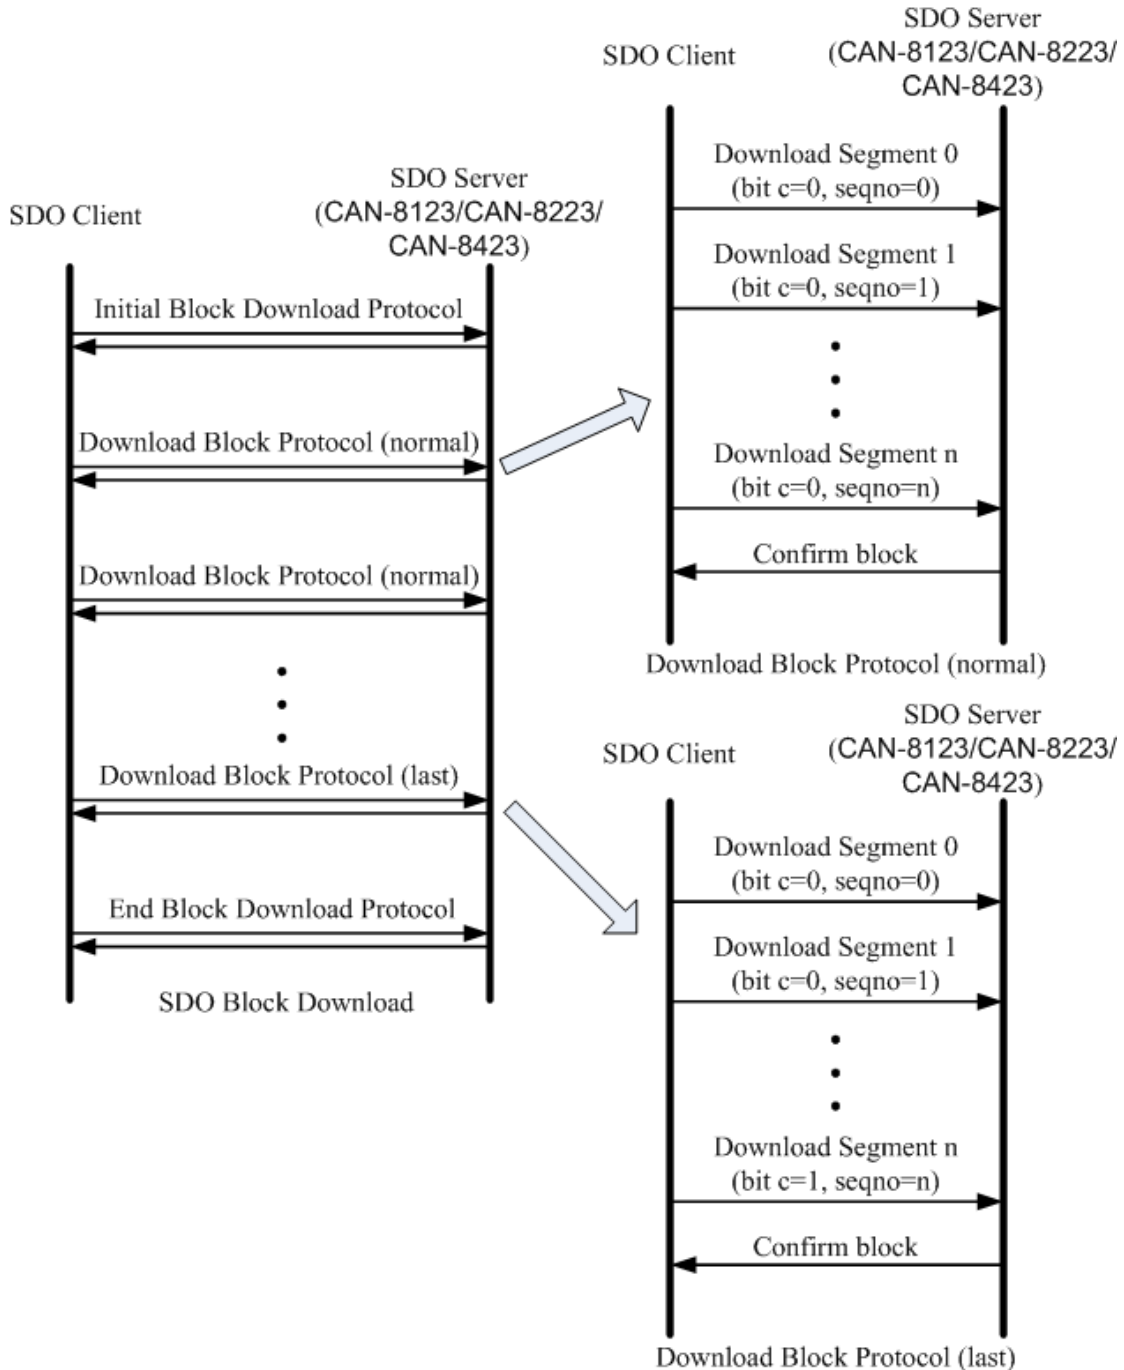 SDO Client
SDO Server
(CAN-8123/CAN-8223/
CAN-8423)
Initial Block Download Protocol
Download Block Protocol (normal)
Download Block Protocol (normal)
Download Block Protocol (last)
End Block Download Protocol
SDO Block Download
SDO Client
SDO Server
(CAN-8123/CAN-8223/
CAN-8423)
Download Segment 0
(bit c=0, seqno=0)
Download Segment 1
(bit c=0, seqno=1)
Download Segment n
(bit c=0, seqno=n)
Confirm block
Download Block Protocol (normal)
SDO Client
SDO Server
(CAN-8123/CAN-8223/
CAN-8423)
Download Segment 0
(bit c=0, seqno=0)
Download Segment 1
(bit c=0, seqno=1)
Download Segment n
(bit c=1, seqno=n)
Confirm block
Download Block Protocol (last)